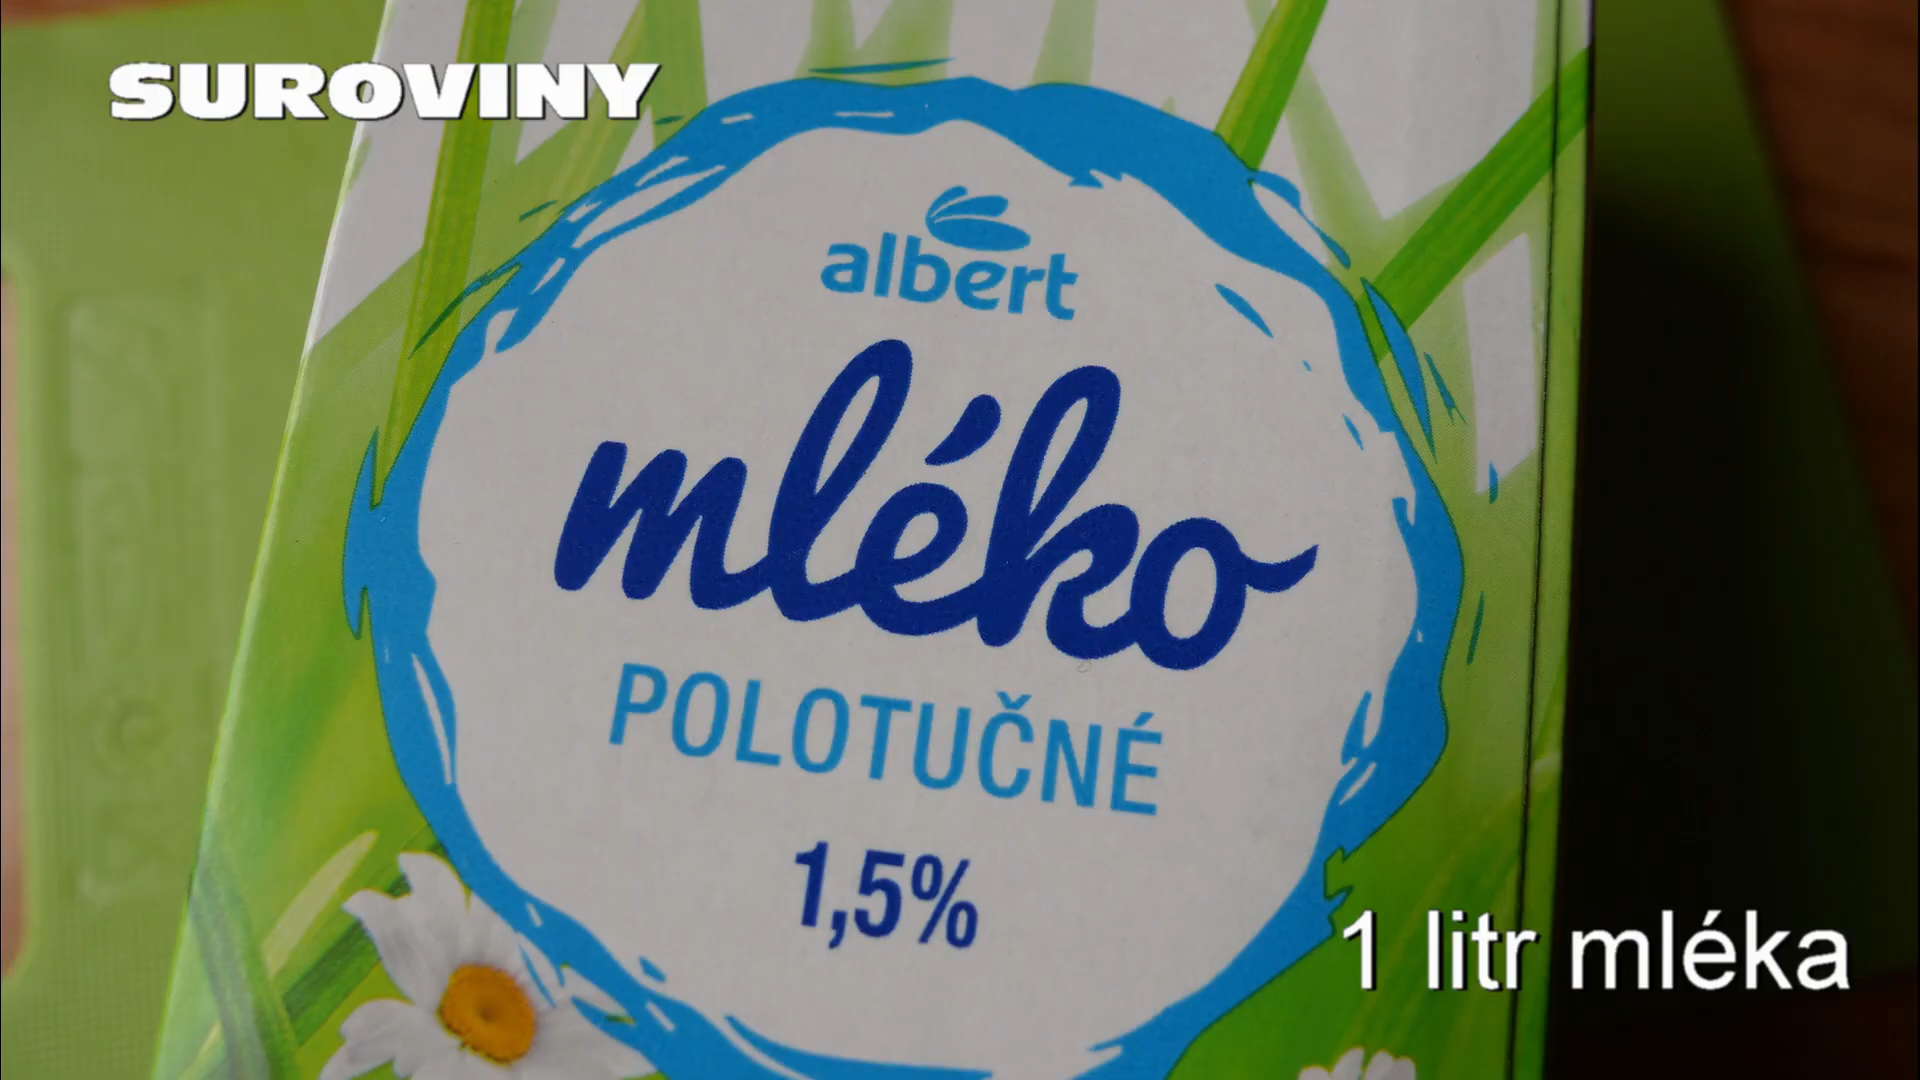 SUROVINY
albert
mléko
POLOTUČNÉ
1,5%
1 litr mléka